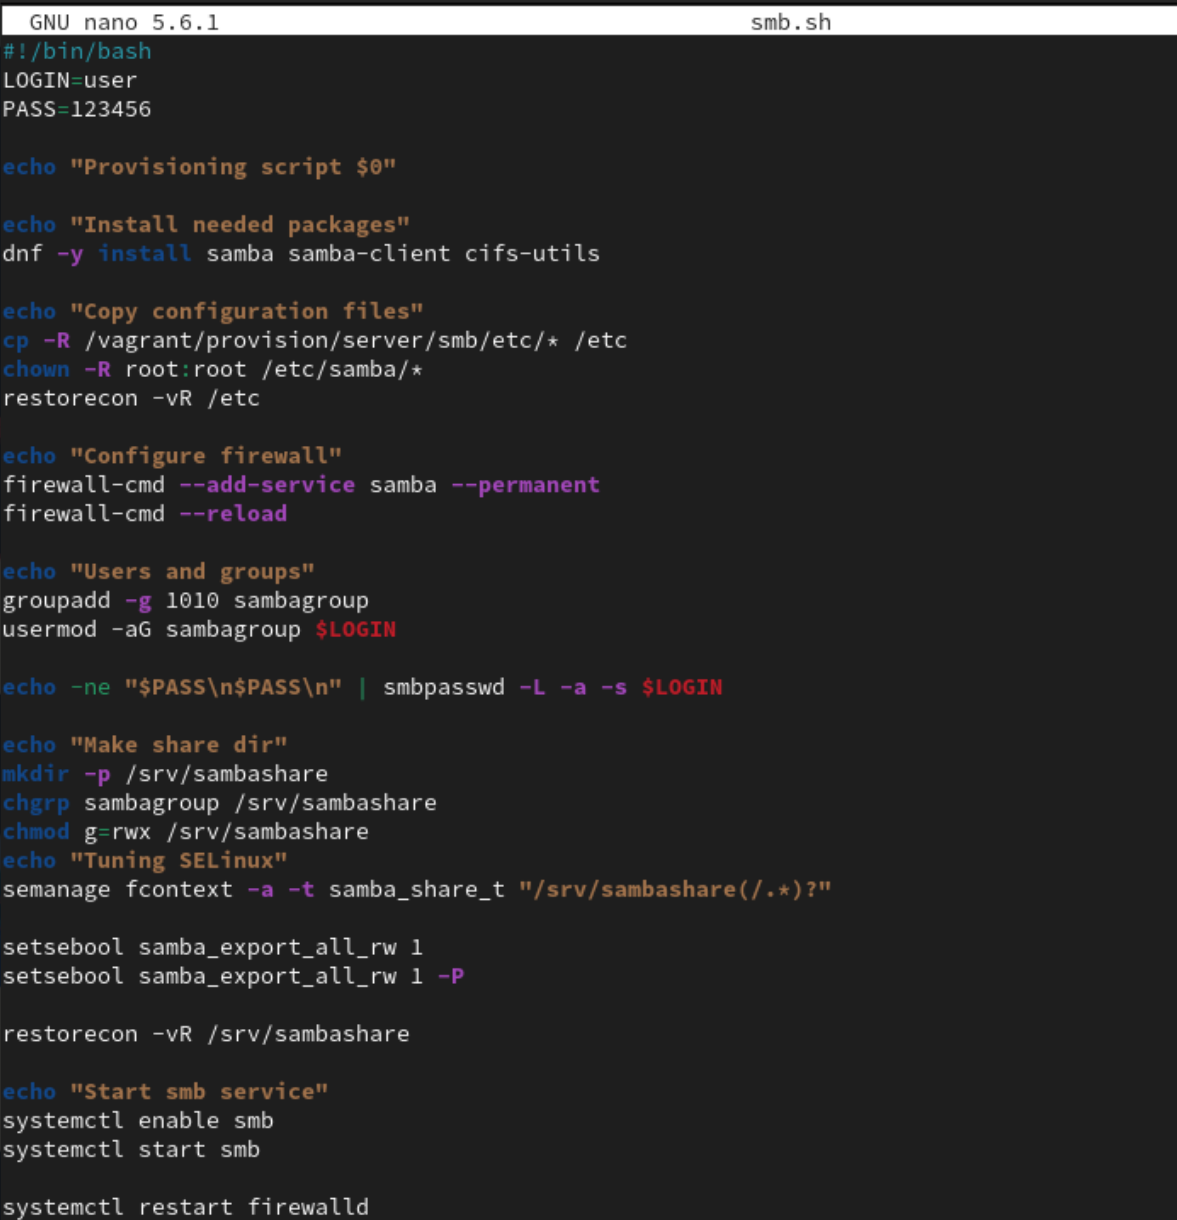 GNU nano 5.6.1 smb.sh
#!/bin/bash
LOGIN=user
PASS=123456
echo "Provisioning script $0"
echo "Install needed packages"
dnf -y install samba samba-client cifs-utils
echo "Copy configuration files"
cp -R /vagrant/provision/server/smb/etc/* /etc
chown -R root:root /etc/samba/*
restorecon -vR /etc
echo "Configure firewall"
firewall-cmd --add-service samba --permanent
firewall-cmd --reload
echo "Users and groups"
groupadd -g 1010 sambagroup
usermod -aG sambagroup $LOGIN
echo -ne "$PASS\n$PASS\n" | smbpasswd -L -a -s $LOGIN
echo "Make share dir"
mkdir -p /srv/sambashare
chgrp sambagroup /srv/sambashare
chmod g=rwx /srv/sambashare
echo "Tuning SELinux"
semanage fcontext -a -t samba_share_t "/srv/sambashare(/.*)?"
setsebool samba_export_all_rw 1
setsebool samba_export_all_rw 1 -P
restorecon -vR /srv/sambashare
echo "Start smb service"
systemctl enable smb
systemctl start smb
systemctl restart firewalld